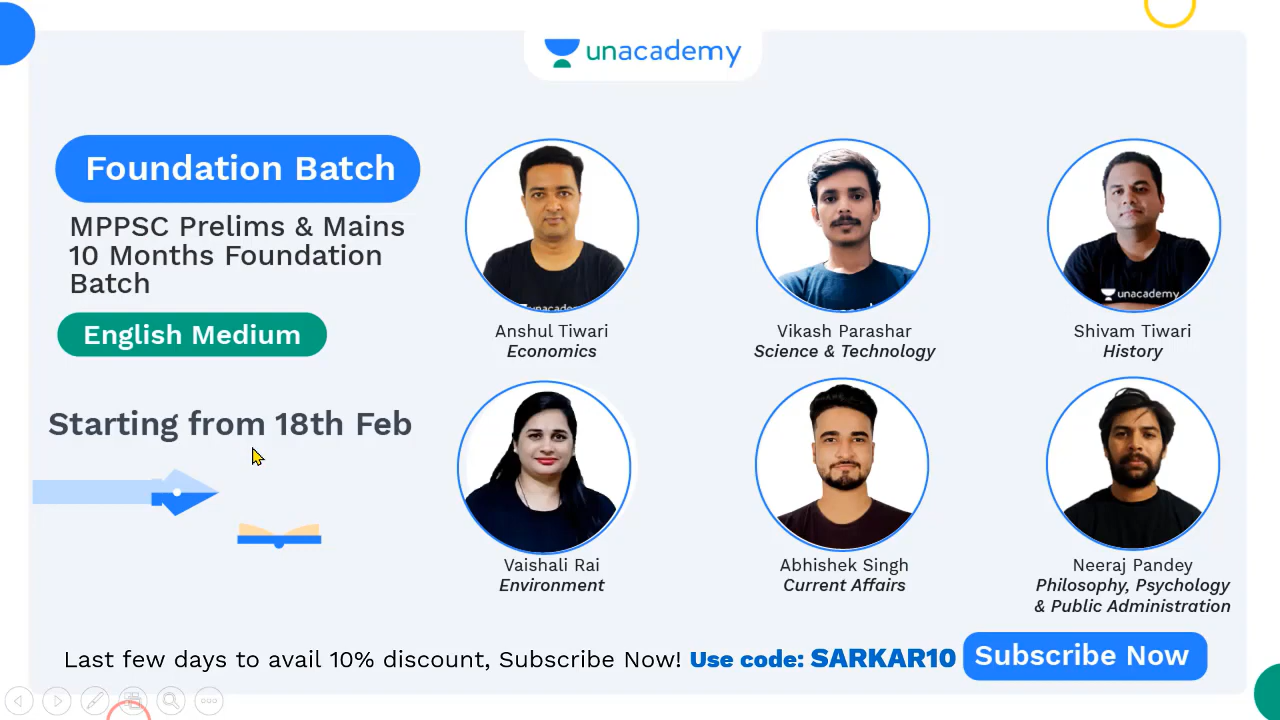 unacademy
Foundation Batch
MPPSC Prelims & Mains
10 Months Foundation
Batch
English Medium
Starting from 18th Feb
unacademy
Anshul Tiwari
Economics
Vikash Parashar
Science & Technology
unacademy
Shivam Tiwari
History
Vaishali Rai
Environment
Abhishek Singh
Current Affairs
Neeraj Pandey
Philosophy, Psychology
& Public Administration
Last few days to avail 10% discount, Subscribe Now! Use code: SARKAR10
Subscribe Now